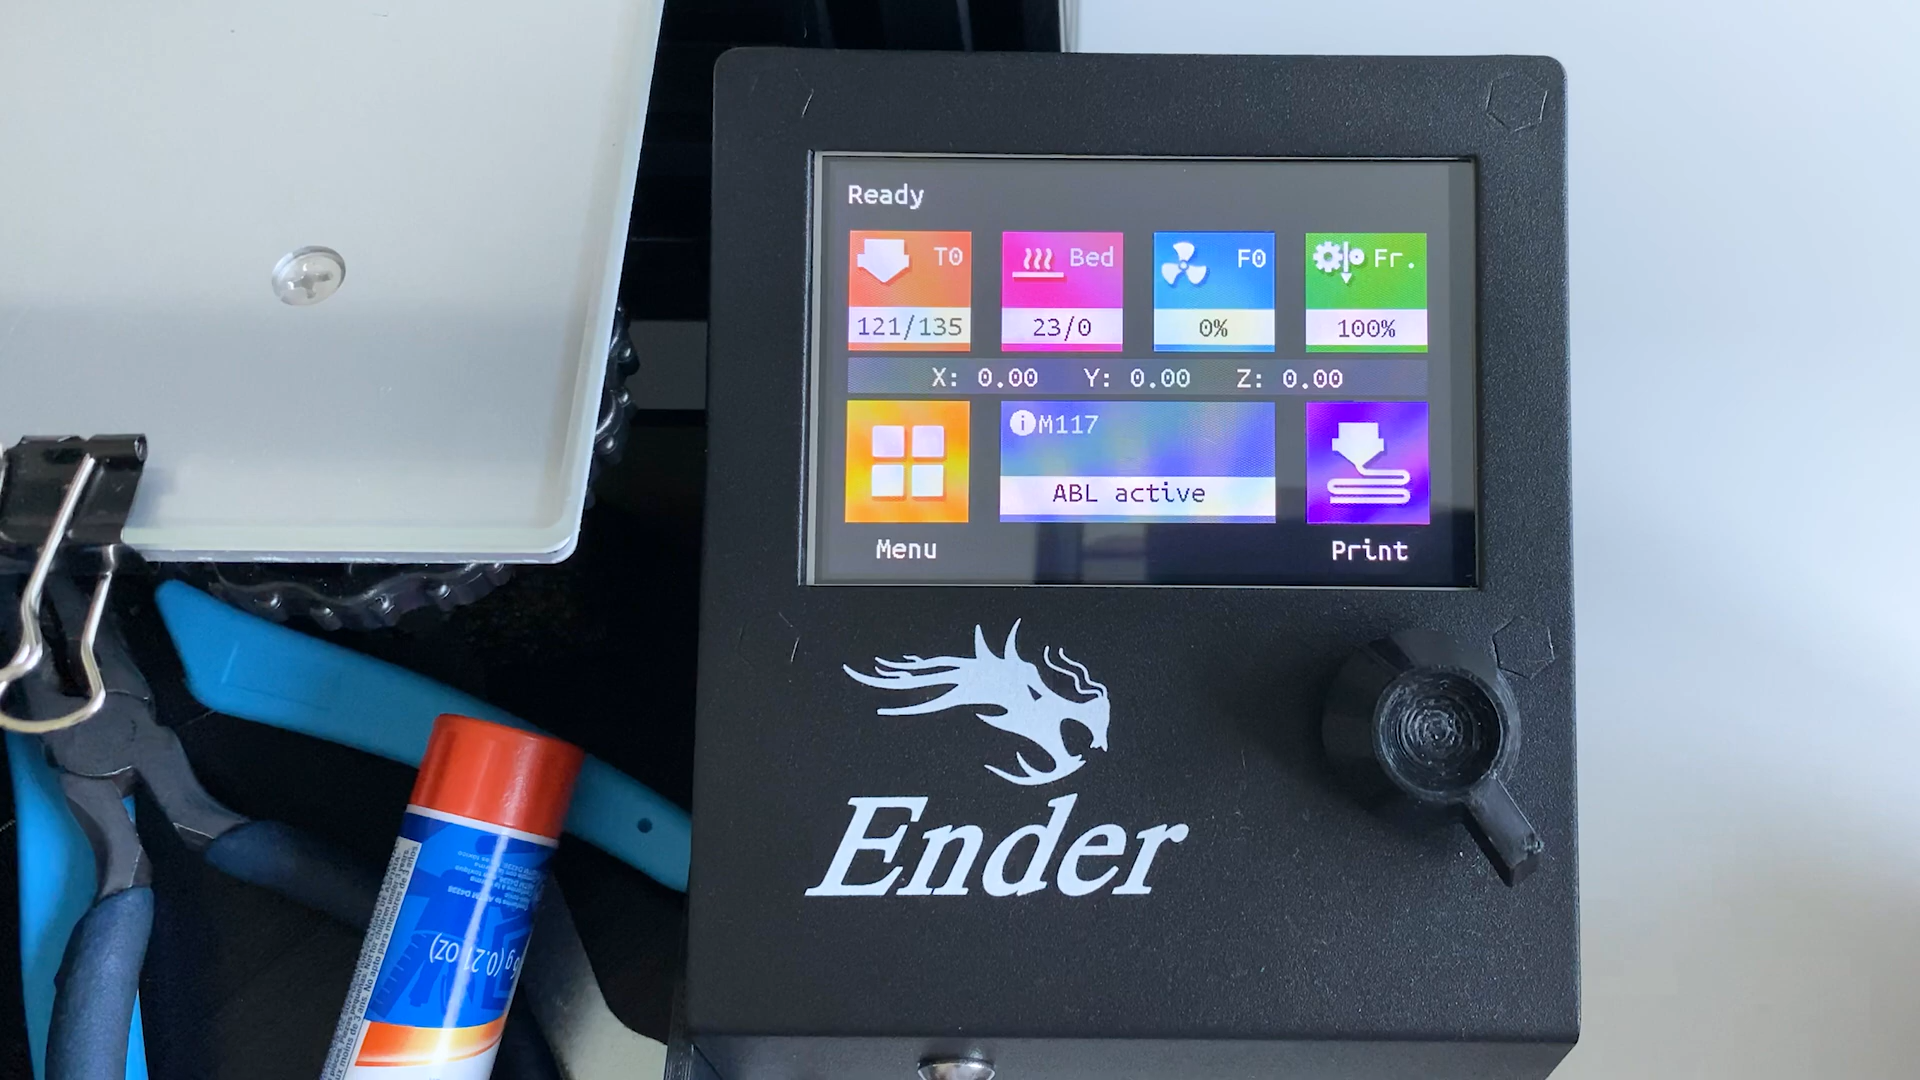 Ready
T0
121/135
Bed
23/0
F0
0%
Fr.
100%
X: 0.00 Y: 0.00 Z: 0.00
M117
ABL active
Menu
Print
Ender
6 g (0.21 OZ)